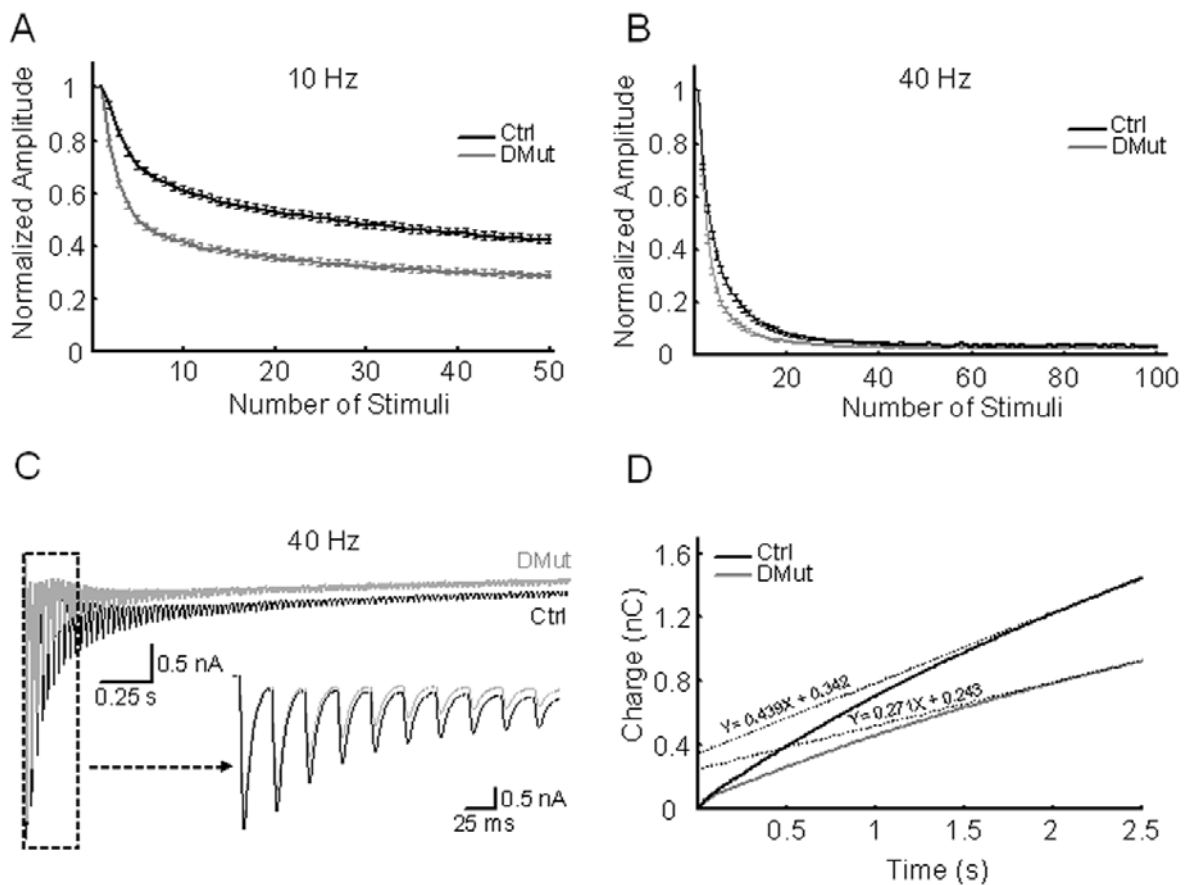 A
10 Hz
Normalized Amplitude
1
0.8
0.6
0.4
0.2
0
Ctrl
DMut
10
20
30
40
50
Number of Stimuli
B
40 Hz
Normalized Amplitude
1
0.8
0.6
0.4
0.2
0
Ctrl
DMut
20
40
60
80
100
Number of Stimuli
C
40 Hz
DMut
Ctrl
0.5 nA
0.25 s
0.5 nA
25 ms
D
Charge (nC)
1.6
1.2
0.8
0.4
0
Ctrl
DMut
Y= 0.439X + 0.342
Y= 0.271X + 0.243
0.5
1
1.5
2
2.5
Time (s)